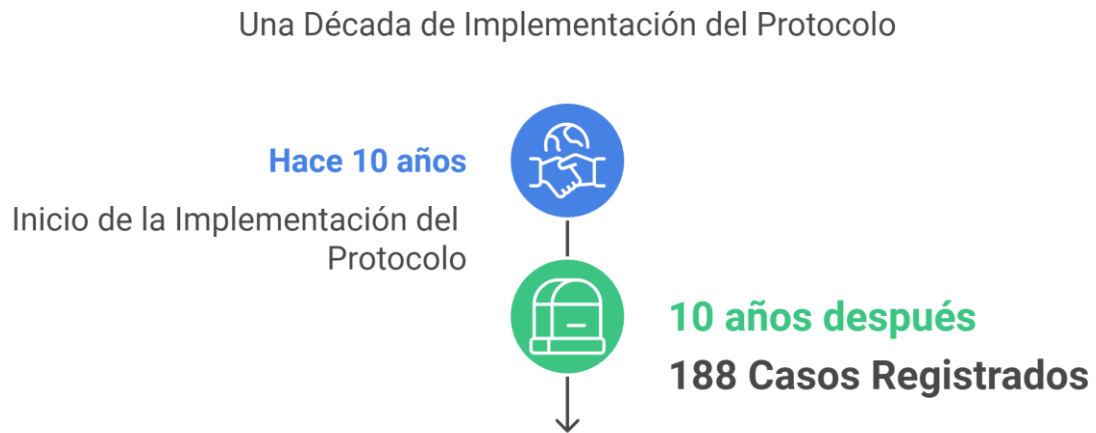 Una Década de Implementación del Protocolo
Hace 10 años
Inicio de la Implementación del
Protocolo
10 años después
188 Casos Registrados